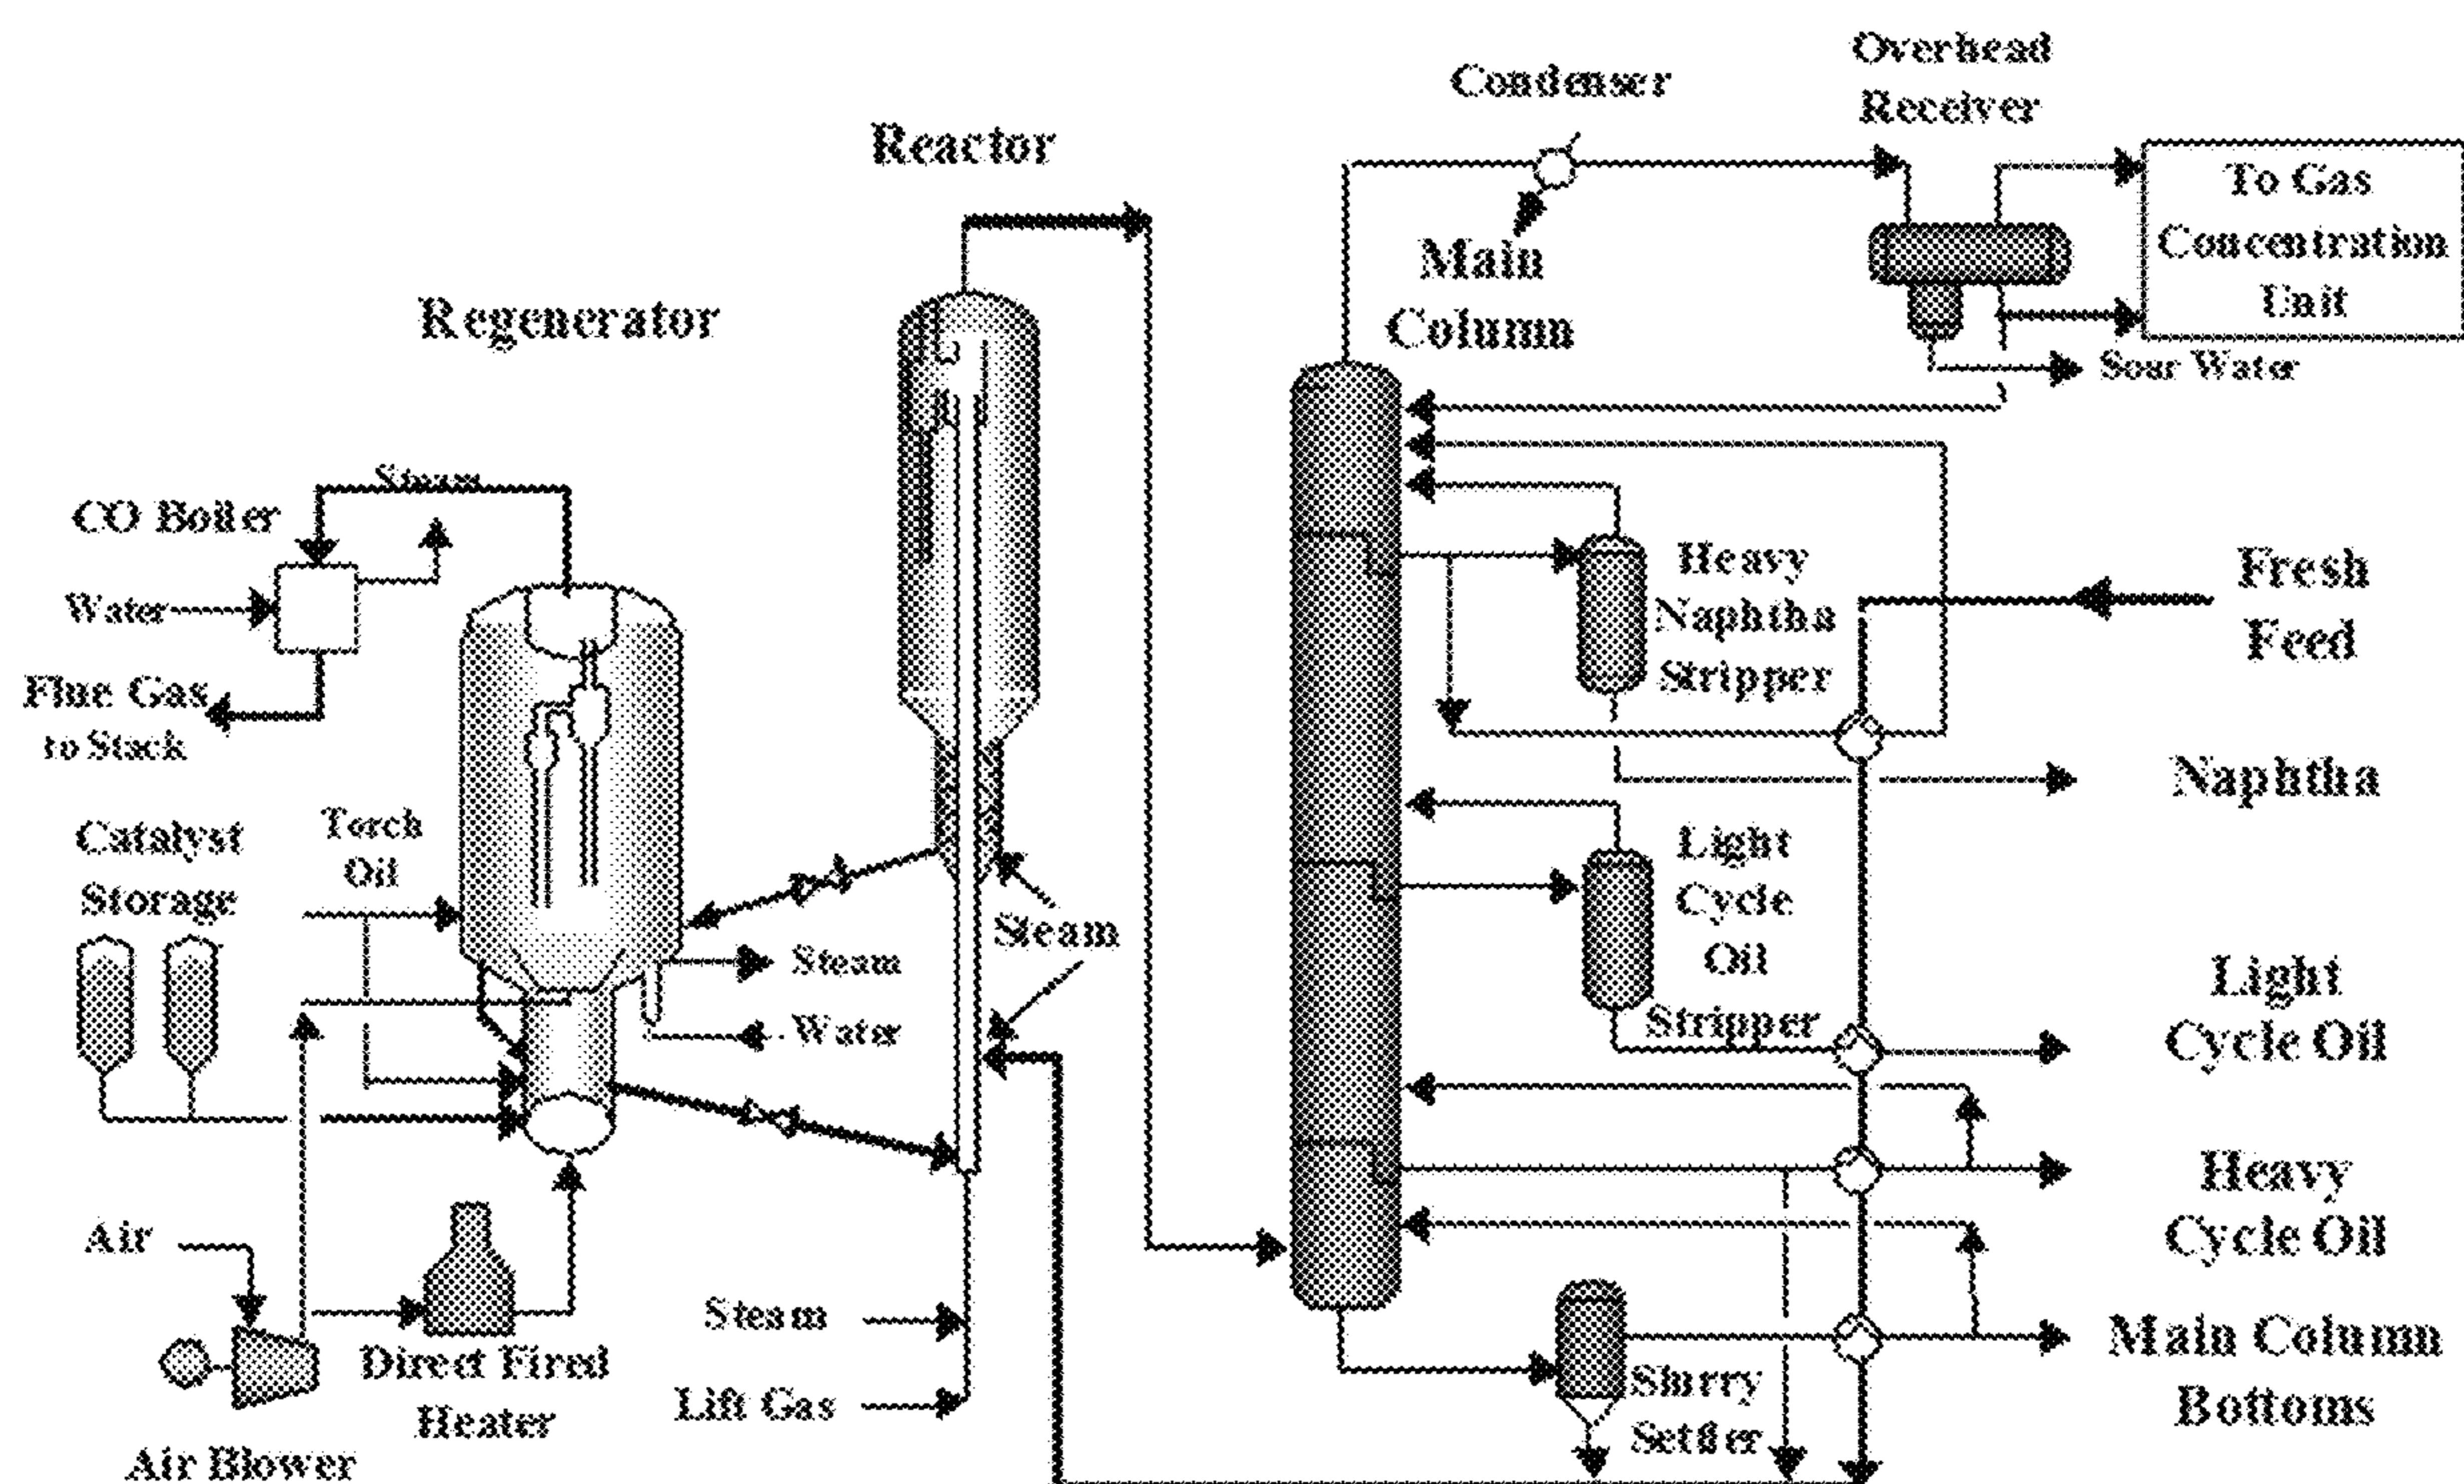 Overhead
Receiver
Condenser
Reactor
To Gas
Concentration
Unit
Main
Column
Regenerator
Sour Water
Steam
CO Boiler
Water
Flue Gas
to Stack
Heavy
Naphtha
Stripper
Fresh
Feed
Naphtha
Catalyst
Storage
Torch
Oil
Light
Cycle
Oil
Stripper
Steam
Steam
Water
Light
Cycle Oil
Heavy
Cycle Oil
Air
Steam
Lift Gas
Direct Fired
Heater
Air Blower
Slurry
Settler
Main Column
Bottoms